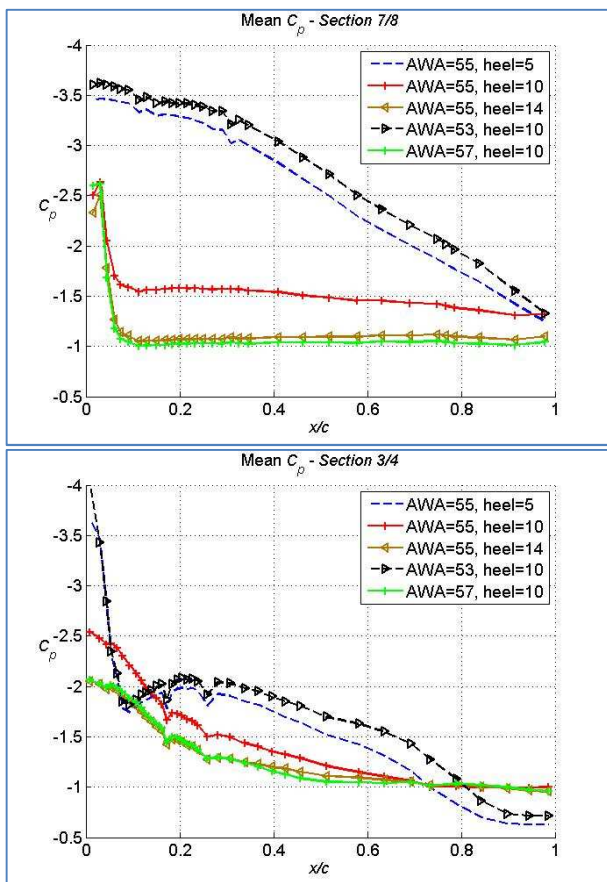 Mean Cp - Section 7/8
-4
-3.5
-3
-2.5
-2
-1.5
-1
-0.5
Cp
AWA=55, heel=5
AWA=55, heel=10
AWA=55, heel=14
AWA=53, heel=10
AWA=57, heel=10
0 0.2 0.4 0.6 0.8 1
x/c
Mean Cp - Section 3/4
-4
-3.5
-3
-2.5
-2
-1.5
-1
-0.5
Cp
AWA=55, heel=5
AWA=55, heel=10
AWA=55, heel=14
AWA=53, heel=10
AWA=57, heel=10
0 0.2 0.4 0.6 0.8 1
x/c